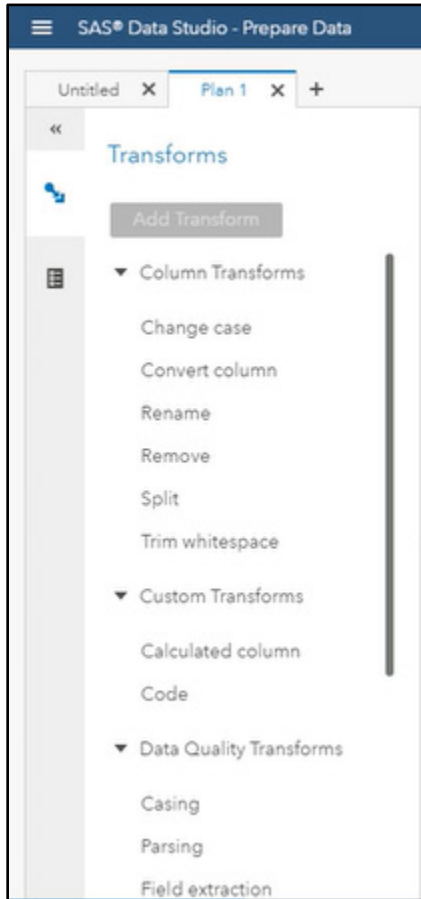 SAS® Data Studio - Prepare Data
Untitled Plan 1 +
Transforms
Add Transform
Column Transforms
Change case
Convert column
Rename
Remove
Split
Trim whitespace
Custom Transforms
Calculated column
Code
Data Quality Transforms
Casing
Parsing
Field extraction